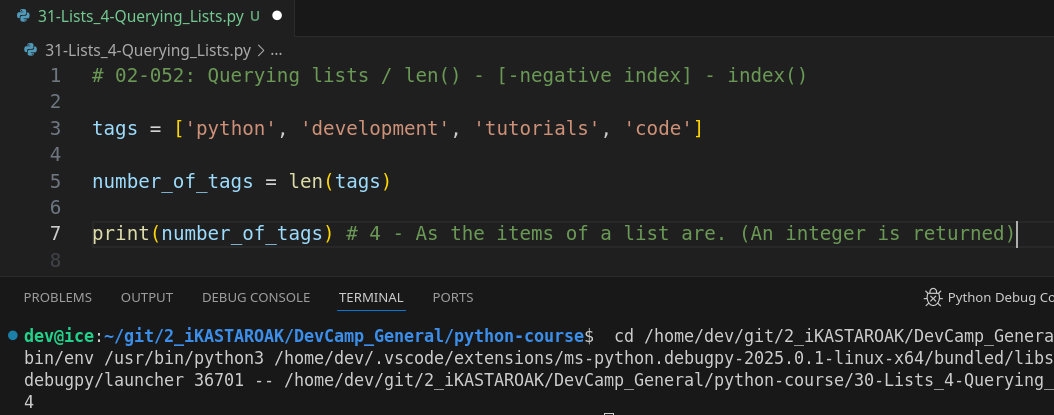 31-Lists_4-Querying_Lists.py U
31-Lists_4-Querying_Lists.py > ...
1 # 02-052: Querying lists / len() - [-negative index] - index()
2
3 tags = ['python', 'development', 'tutorials', 'code']
4
5 number_of_tags = len(tags)
6
7 print(number_of_tags) # 4 - As the items of a list are. (An integer is returned)
8
PROBLEMS OUTPUT DEBUG CONSOLE TERMINAL PORTS Python Debug Co
dev@ice:~/git/2_iKASTAROAK/DevCamp_General/python-course$ cd /home/dev/git/2_iKASTAROAK/DevCamp_Genera
bin/env /usr/bin/python3 /home/dev/.vscode/extensions/ms-python.debugpy-2025.0.1-linux-x64/bundled/libs
debugpy/launcher 36701 -- /home/dev/git/2_iKASTAROAK/DevCamp_General/python-course/30-Lists_4-Querying_
4